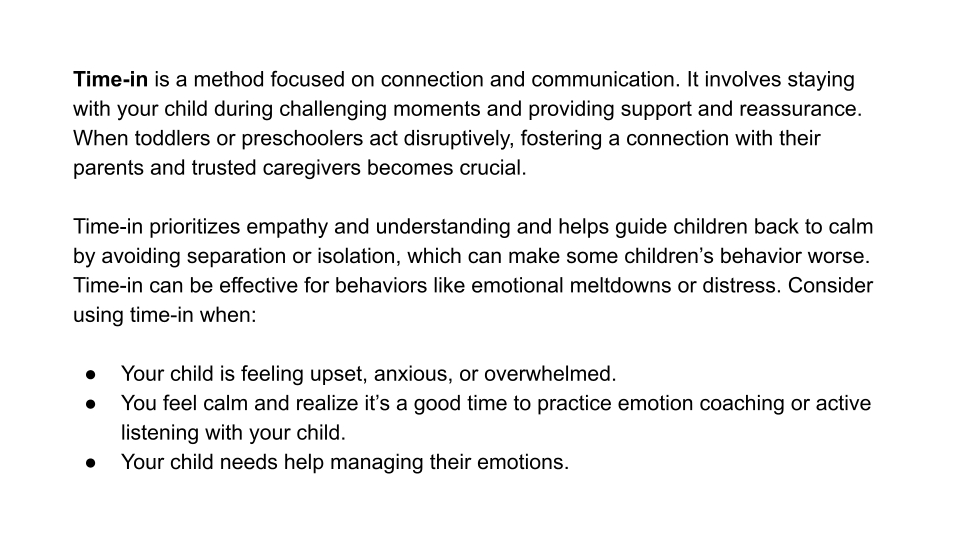 Time-in is a method focused on connection and communication. It involves staying
with your child during challenging moments and providing support and reassurance.
When toddlers or preschoolers act disruptively, fostering a connection with their
parents and trusted caregivers becomes crucial.
Time-in prioritizes empathy and understanding and helps guide children back to calm
by avoiding separation or isolation, which can make some children’s behavior worse.
Time-in can be effective for behaviors like emotional meltdowns or distress. Consider
using time-in when:
● Your child is feeling upset, anxious, or overwhelmed.
● You feel calm and realize it’s a good time to practice emotion coaching or active
listening with your child.
● Your child needs help managing their emotions.